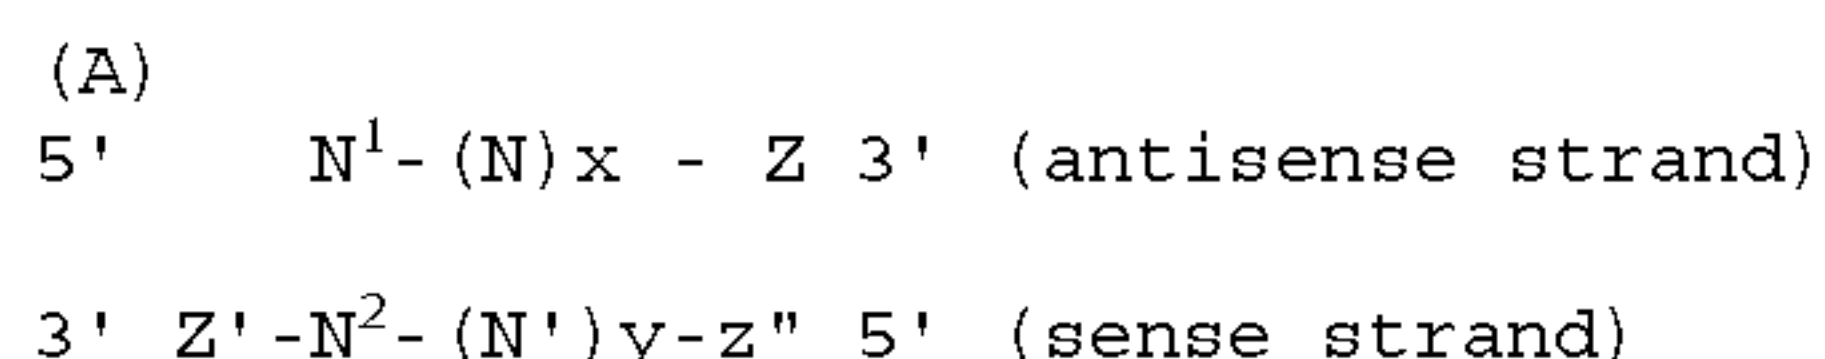 (A)
5' N¹-(N)x - Z 3' (antisense strand)
3' Z'-N²-(N')y-z" 5' (sense strand)